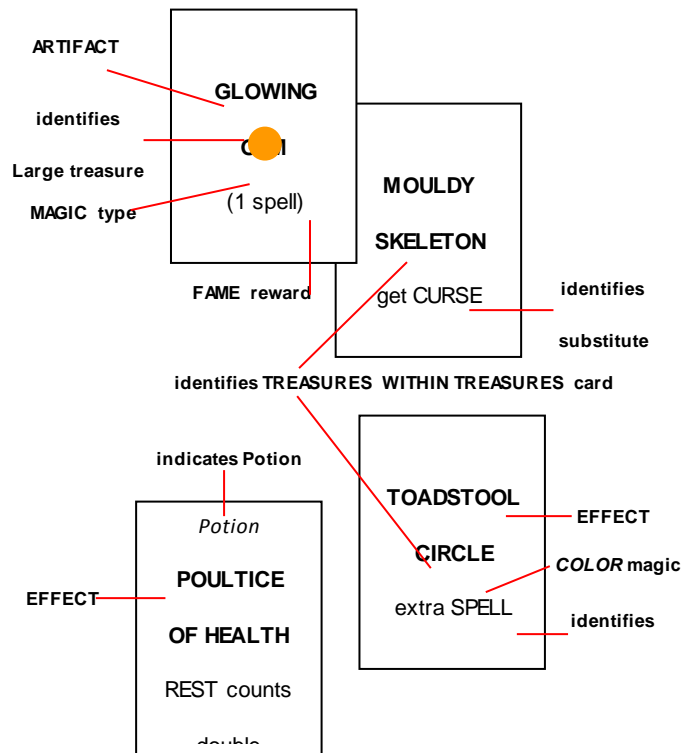 ARTIFACT
GLOWING
identifies
Large treasure
MAGIC type
(1 spell)
FAME reward
MOULDY
SKELETON
get CURSE
identifies
substitute
identifies TREASURES WITHIN TREASURES card
indicates Potion
Potion
EFFECT
POULTICE
OF HEALTH
REST counts
TOADSTOOL
CIRCLE
extra SPELL
EFFECT
COLOR magic
identifies